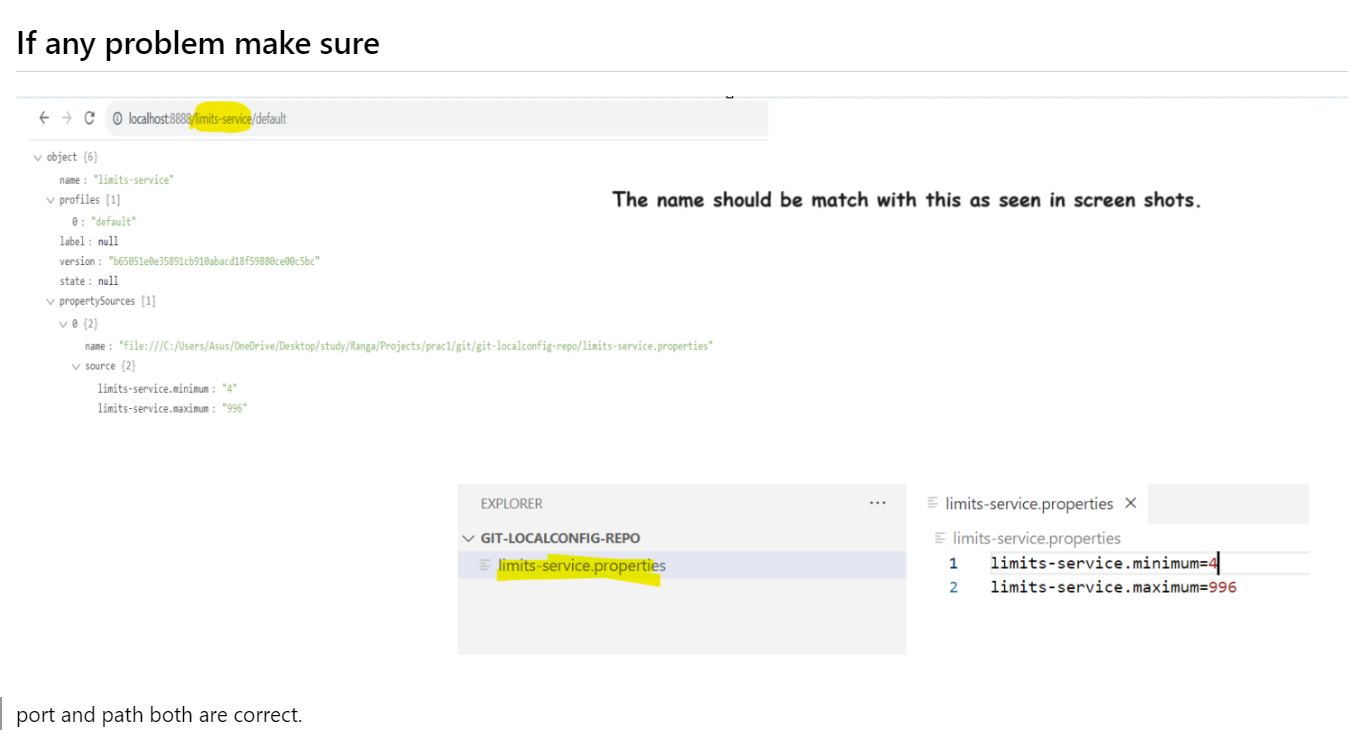 If any problem make sure
localhost:8888/limits-service/default
object {6}
name : "limits-service"
profiles [1]
0 : "default"
label : null
version : "b65051e0e35891cb910abacd18f59880ce00c5bc"
state : null
propertySources [1]
0 {2}
name : "file:///C:/Users/Asus/OneDrive/Desktop/study/Ranga/Projects/prac1/git/git-localconfig-repo/limits-service.properties"
source {2}
limits-service.minimum : "4"
limits-service.maximum : "996"
The name should be match with this as seen in screen shots.
EXPLORER ...
GIT-LOCALCONFIG-REPO
limits-service.properties
limits-service.properties
limits-service.properties
1 limits-service.minimum=4
2 limits-service.maximum=996
port and path both are correct.